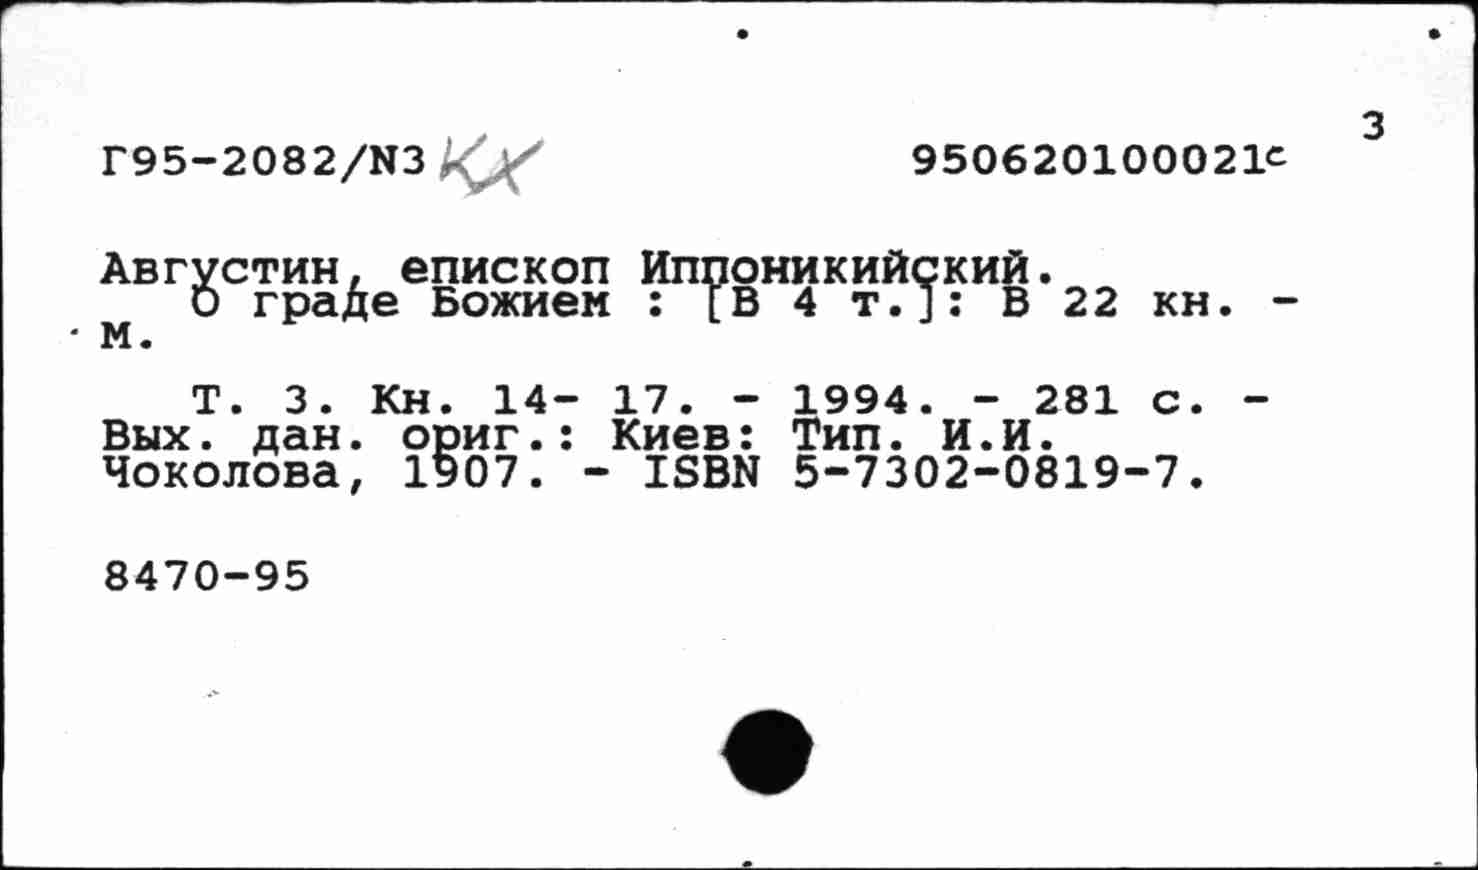 3
Г95-2082/N3 КХ 950620100021с
Августин, епископ Иппоникийский.
О граде Божием : [В 4 т.]: В 22 кн. -
М.
Т. 3. Кн. 14- 17. - 1994. - 281 с. -
Вых. дан. ориг.: Киев: Тип. И.И.
Чоколова, 1907. - ISBN 5-7302-0819-7.
8470-95